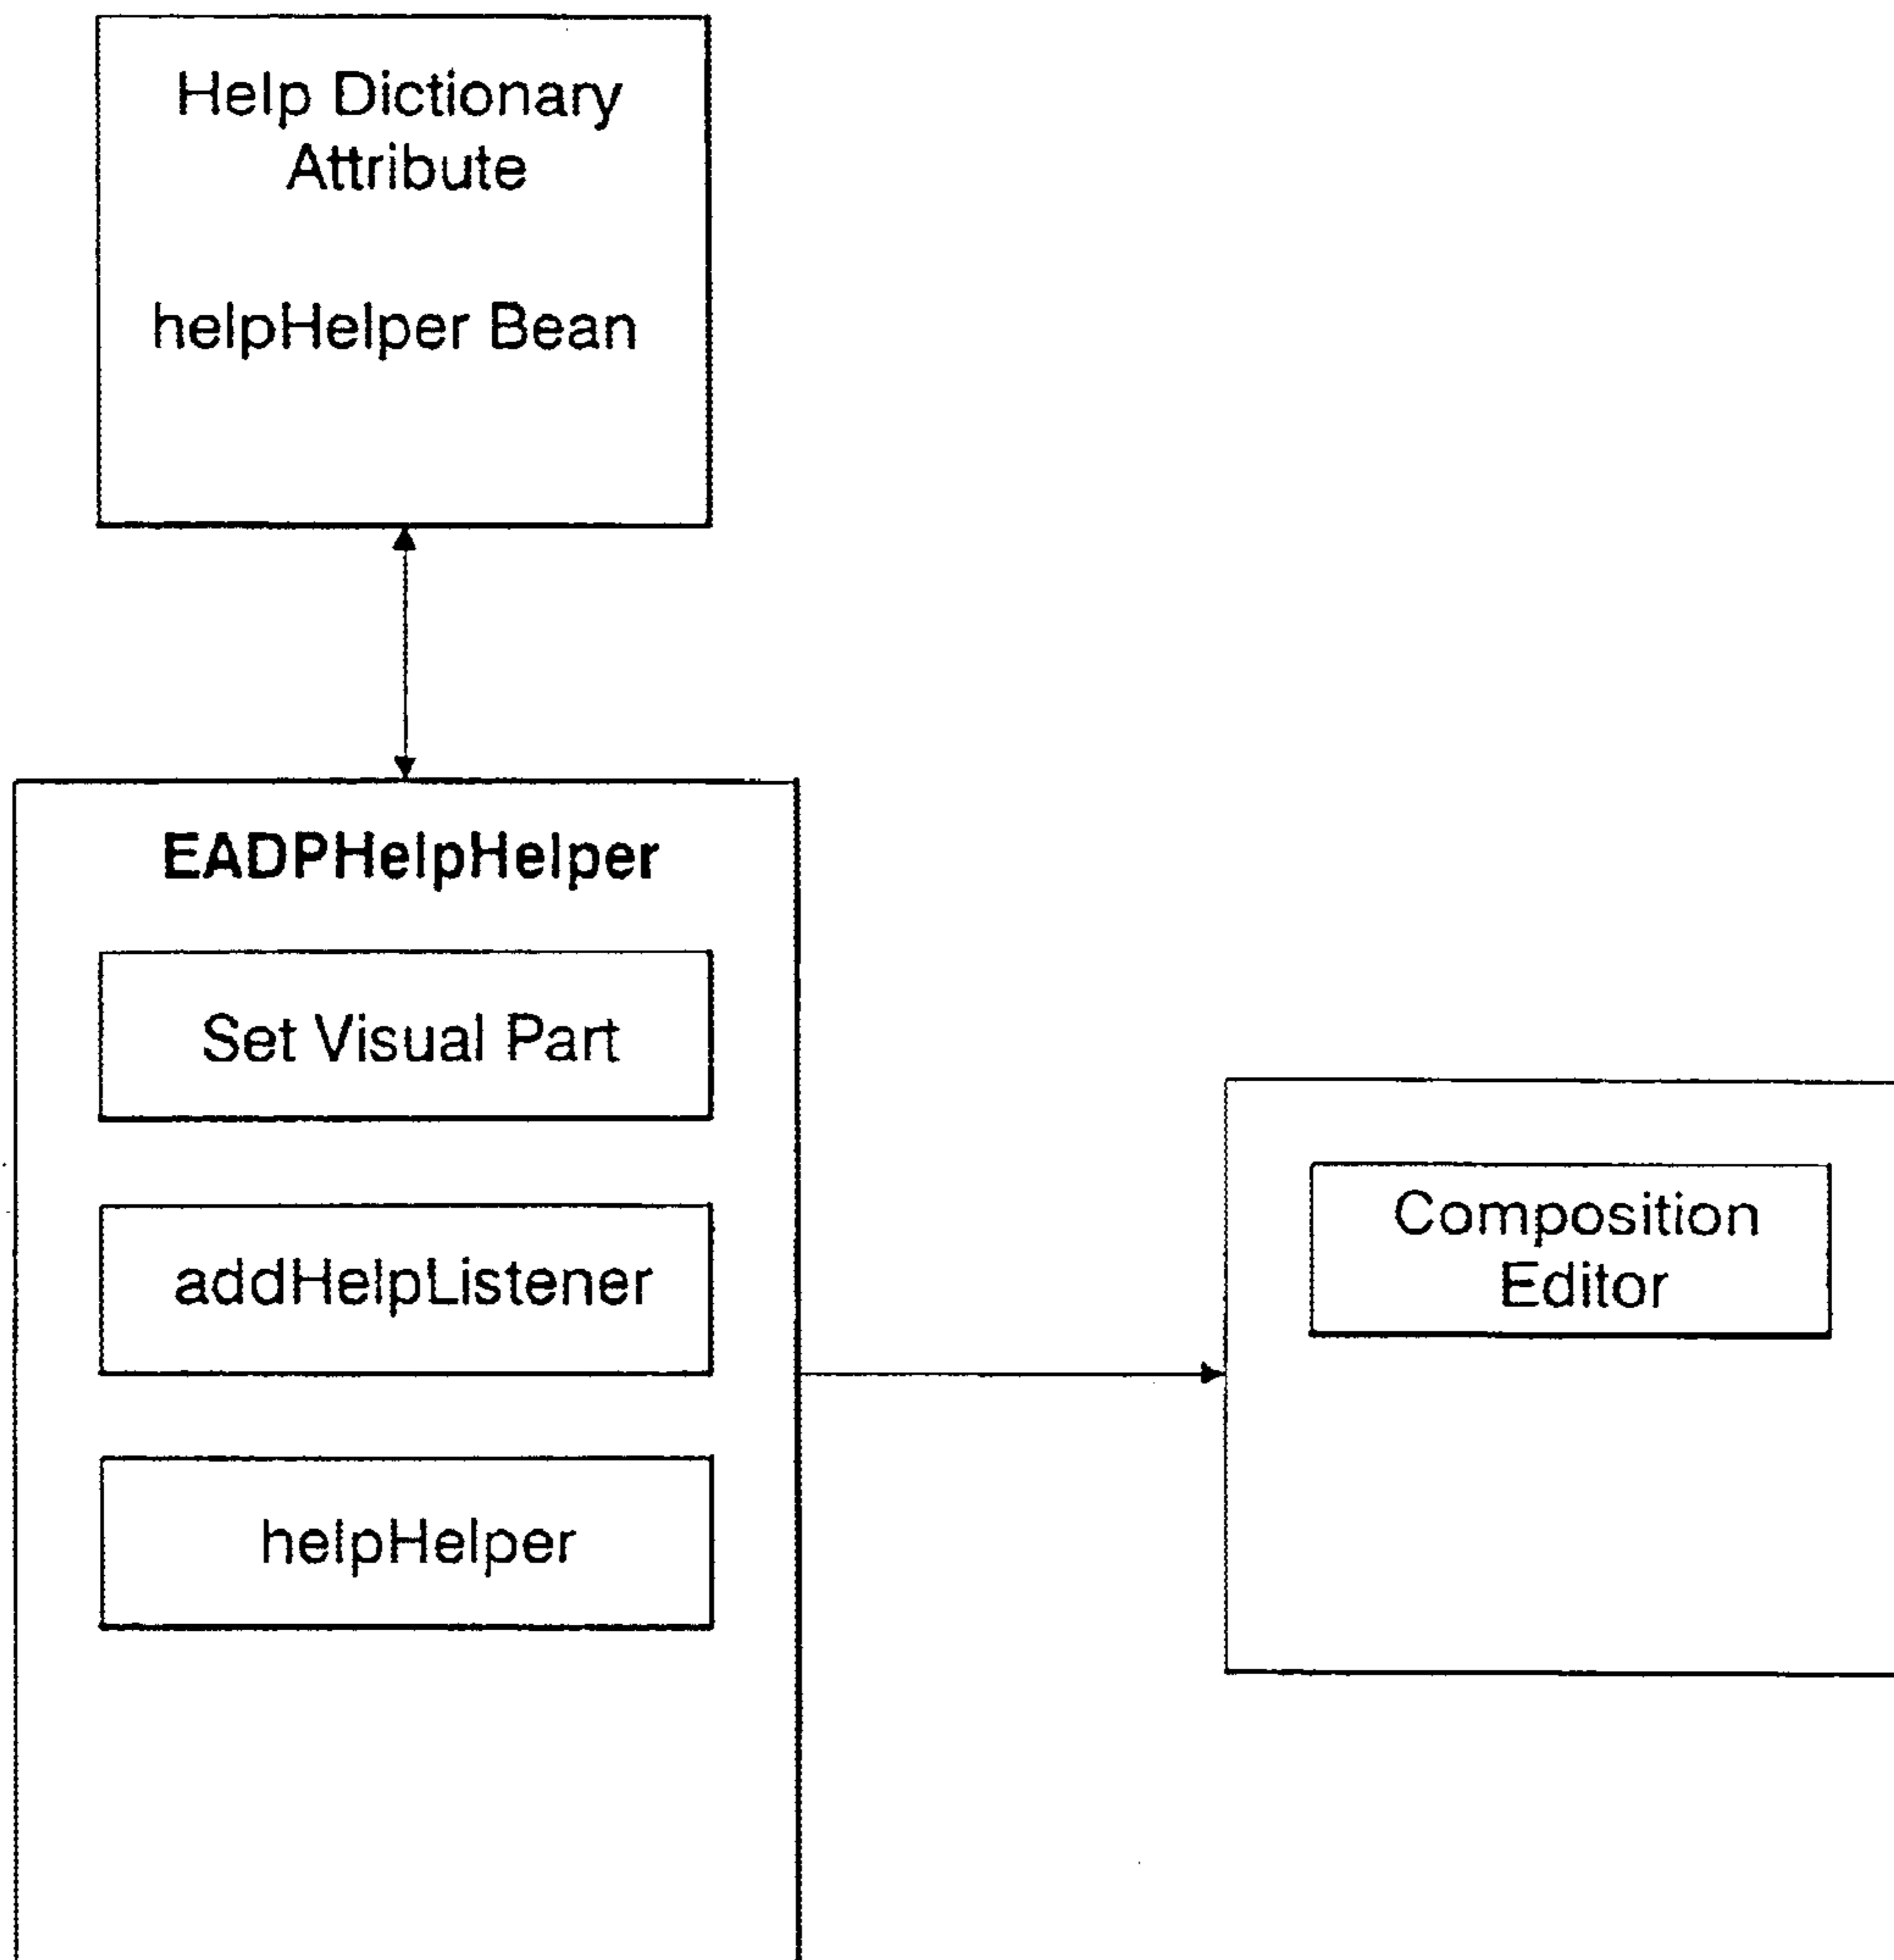 Help Dictionary
Attribute
helpHelper Bean
EADPHelpHelper
Set Visual Part
addHelpListener
helpHelper
Composition
Editor